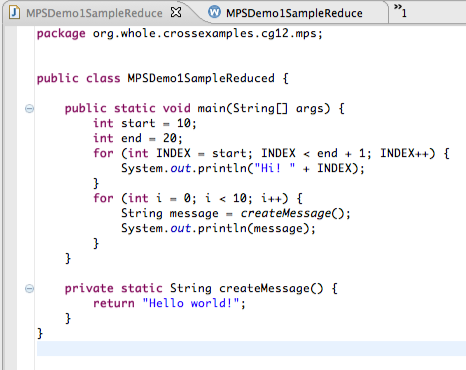 MPSDemo1SampleReduce
MPSDemo1SampleReduce
»1
package org.whole.crossexamples.cg12.mps;
public class MPSDemo1SampleReduced {
public static void main(String[] args) {
int start = 10;
int end = 20;
for (int INDEX = start; INDEX < end + 1; INDEX++) {
System.out.println("Hi! " + INDEX);
}
for (int i = 0; i < 10; i++) {
String message = createMessage();
System.out.println(message);
}
}
private static String createMessage() {
return "Hello world!";
}
}